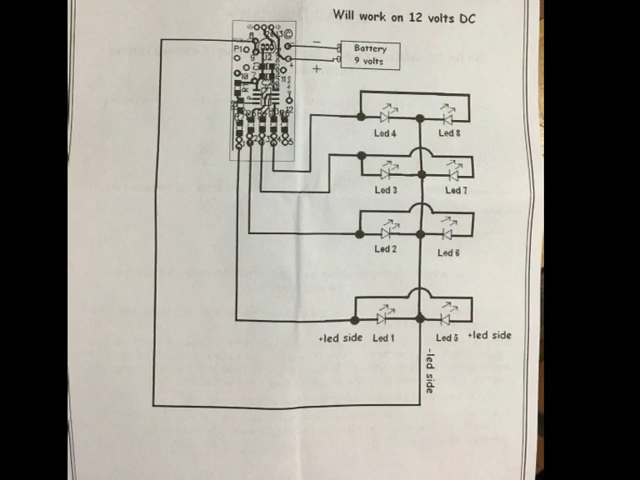 Will work on 12 volts DC
Battery
9 volts
P1
Led 4
Led 8
Led 3
Led 7
Led 2
Led 6
+led side
Led 1
Led 5
+led side
-led side